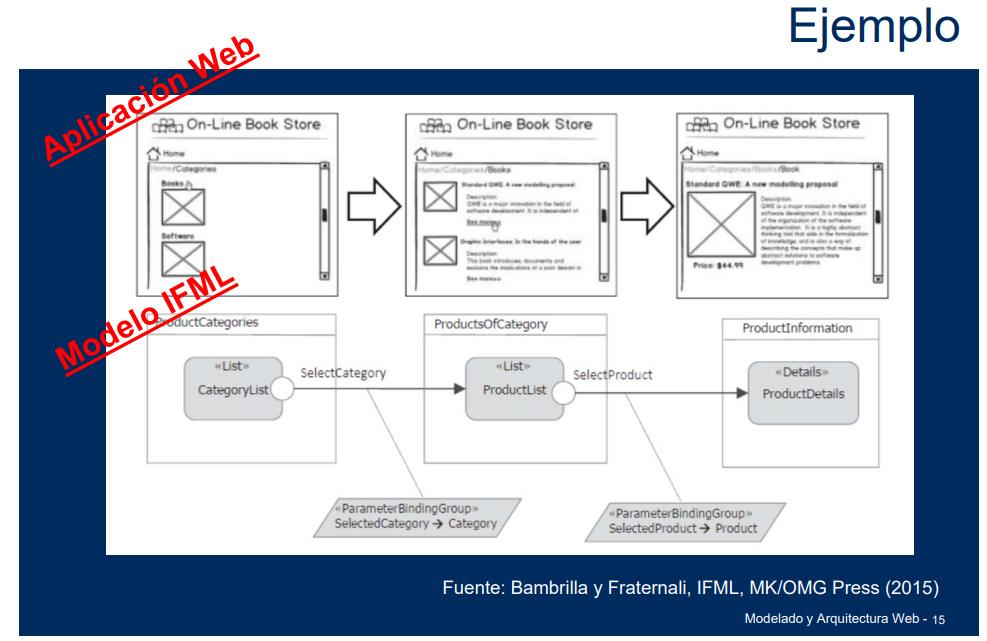 Ejemplo
Aplicación Web
On-Line Book Store
Home
Home/Categories
Books
Software
On-Line Book Store
Home
Home/Categories/Books
Standard QWE: A new modelling proposal
Description:
QWE is a major innovation in the field of
software development. It is independent of
See more>>
Graphic Interfaces: In the hands of the user
Description:
This book introduces, documents and
explains the implications of a poor design in
See more>>
On-Line Book Store
Home
Home/Categories/Books/Book
Standard QWE: A new modelling proposal
Description:
QWE is a major innovation in the field of
software development. It is independent
of the organization of the software
implementation. It is a highly abstract
thinking tool that aids in the formalization
of knowledge, and is also a way of
describing the concepts that make up
abstract solutions to software
development problems.
Price: $44.99
Modelo IFML
ProductCategories
«List»
CategoryList
SelectCategory
ProductsOfCategory
«List»
ProductList
SelectProduct
ProductInformation
«Details»
ProductDetails
«ParameterBindingGroup»
SelectedCategory → Category
«ParameterBindingGroup»
SelectedProduct → Product
Fuente: Bambrilla y Fraternali, IFML, MK/OMG Press (2015)
Modelado y Arquitectura Web - 15